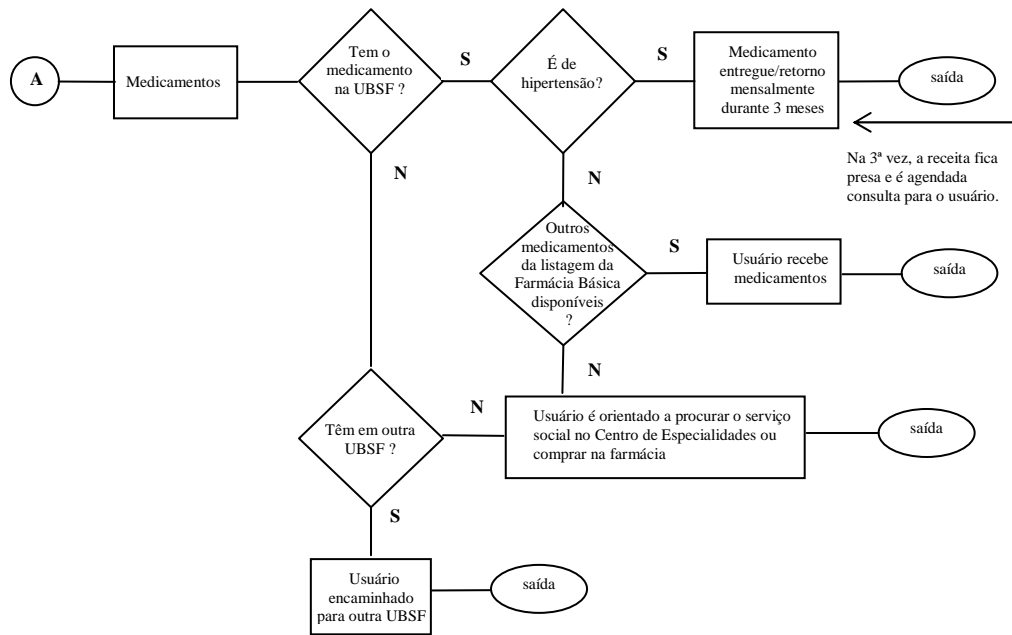 A
Medicamentos
Tem o
medicamento
na UBSF ?
S
É de
hipertensão?
S
Medicamento
entregue/retorno
mensalmente
durante 3 meses
saída
Na 3ª vez, a receita fica
presa e é agendada
consulta para o usuário.
N
N
Outros
medicamentos
da listagem da
Farmácia Básica
disponíveis
?
S
Usuário recebe
medicamentos
saída
N
Têm em outra
UBSF ?
N
Usuário é orientado a procurar o serviço
social no Centro de Especialidades ou
comprar na farmácia
saída
S
Usuário
encaminhado
para outra UBSF
saída